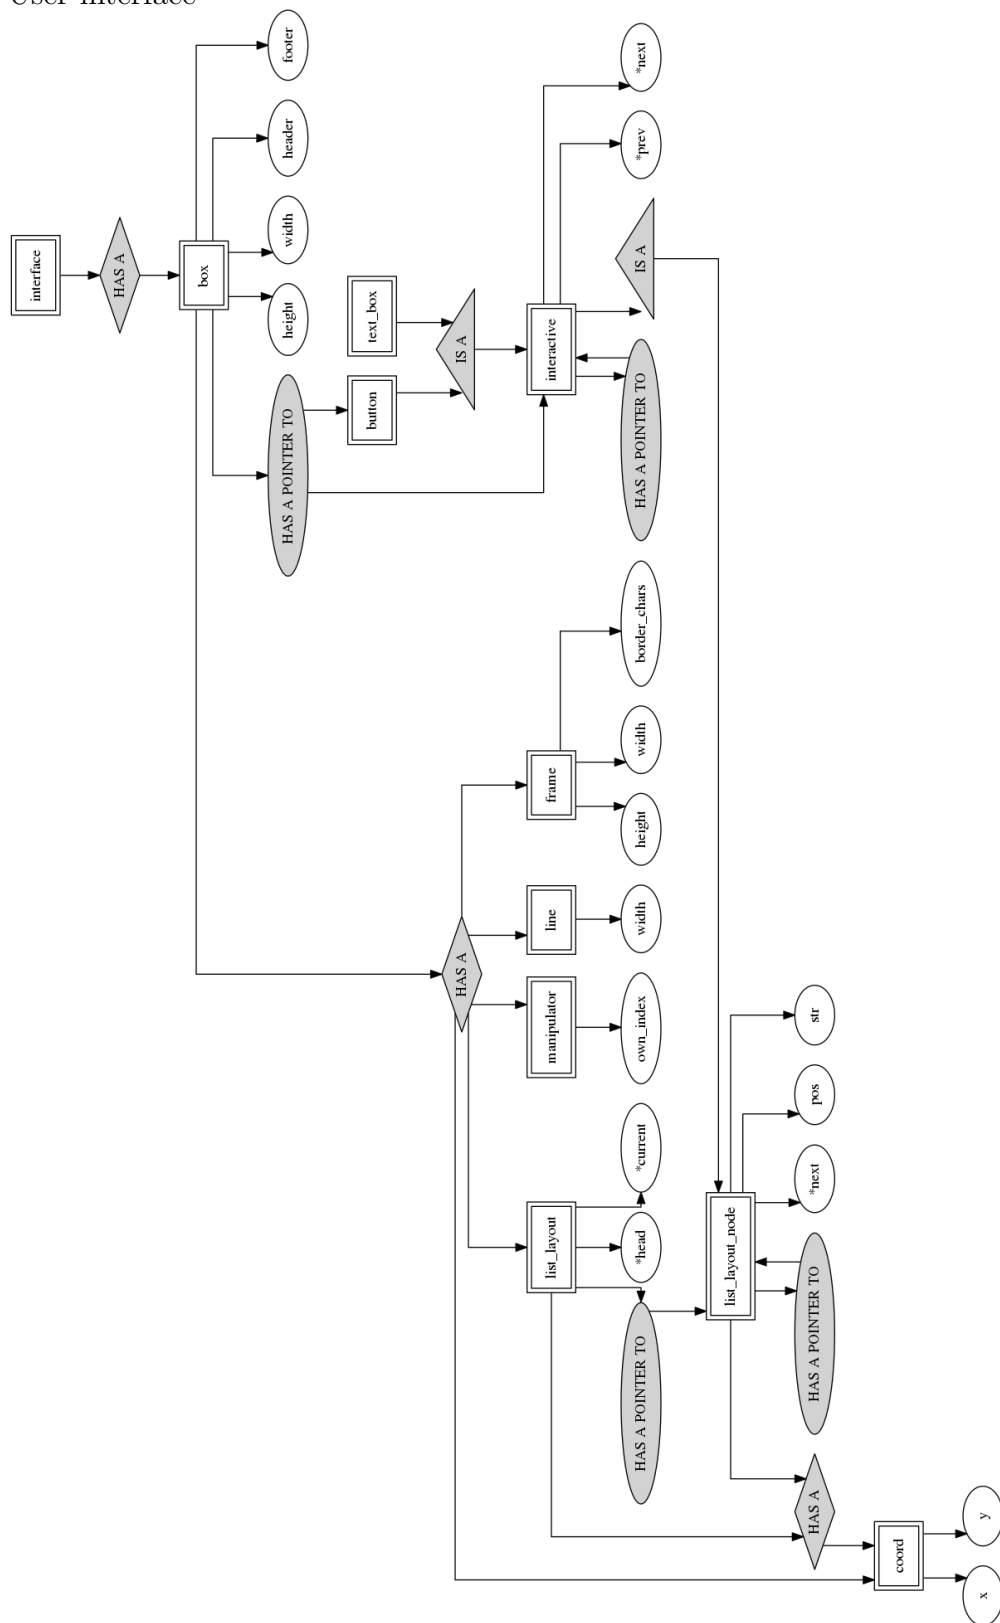 User Interface
interface
HAS A
box
footer
header
width
height
HAS A POINTER TO
text_box
button
IS A
interactive
*next
*prev
IS A
HAS A POINTER TO
HAS A
frame
border_chars
width
height
line
width
manipulator
own_index
list_layout
*current
*head
HAS A POINTER TO
list_layout_node
str
pos
*next
HAS A POINTER TO
HAS A
coord
y
x